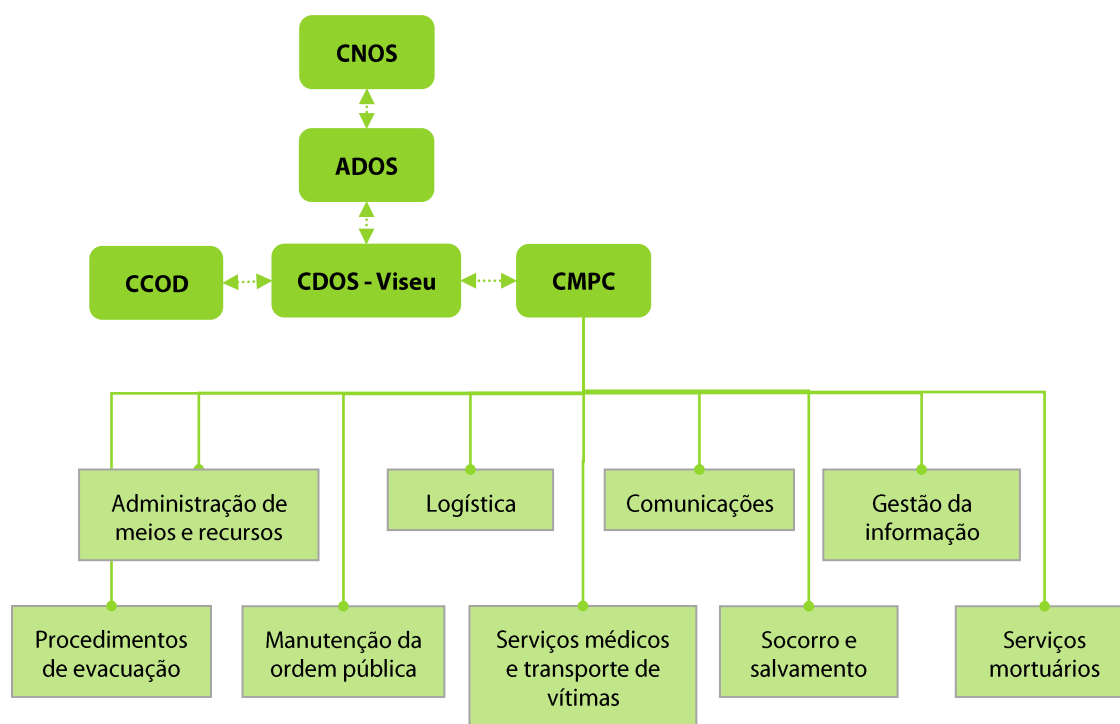 CNOS
ADOS
CCOD
CDOS - Viseu
CMPC
Administração de
meios e recursos
Logística
Comunicações
Gestão da
informação
Procedimentos
de evacuação
Manutenção da
ordem pública
Serviços médicos
e transporte de
vítimas
Socorro e
salvamento
Serviços
mortuários